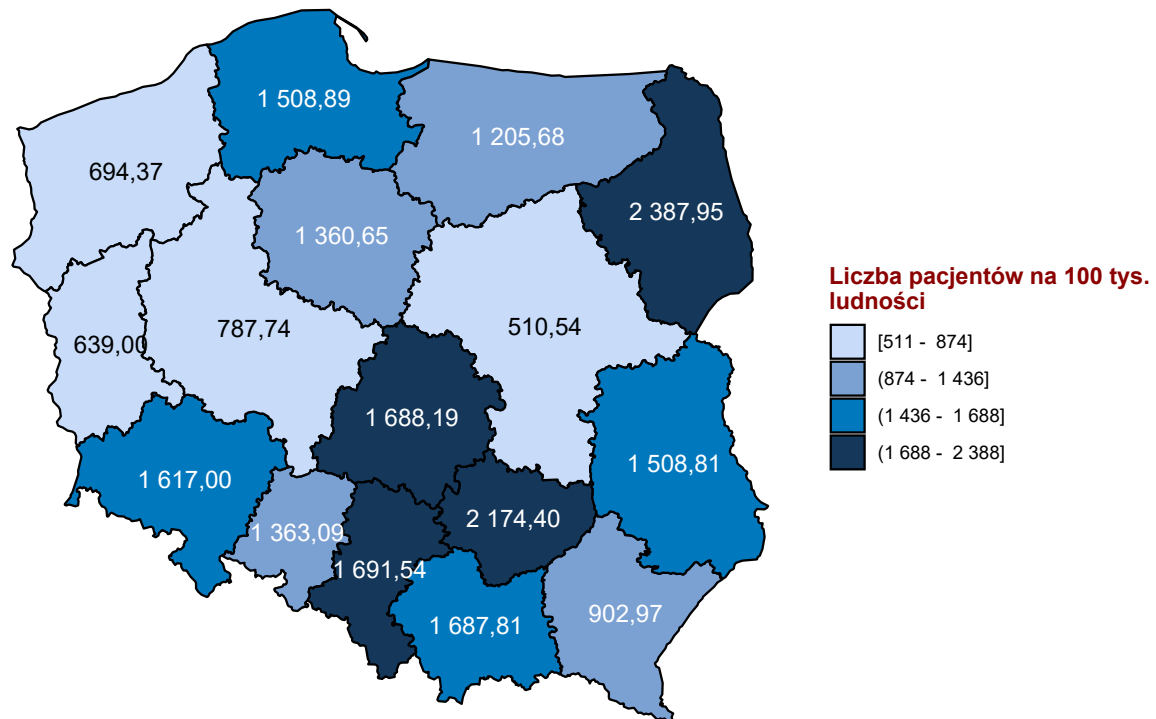 1 508,89
1 205,68
694,37
2 387,95
1 360,65
787,74
510,54
639,00
1 688,19
1 508,81
1 617,00
2 174,40
1 363,09
1 691,54
902,97
1 687,81
Liczba pacjentów na 100 tys.
ludności
[511 - 874]
(874 - 1 436]
(1 436 - 1 688]
(1 688 - 2 388]